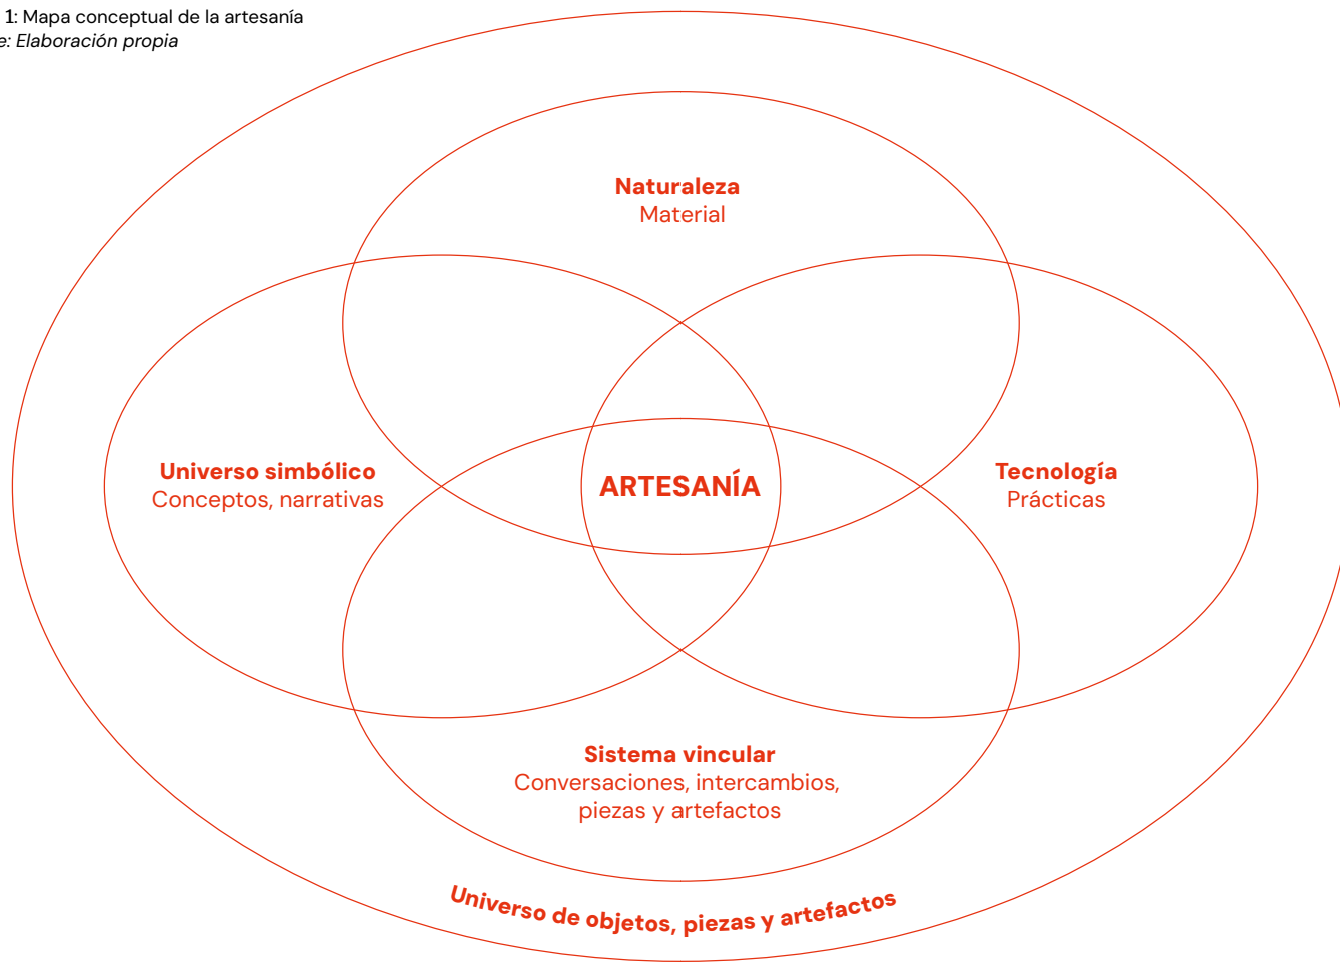 1: Mapa conceptual de la artesanía
e: Elaboración propia
Naturaleza
Material
Universo simbólico
Conceptos, narrativas
ARTESANÍA
Tecnología
Prácticas
Sistema vincular
Conversaciones, intercambios,
piezas y artefactos
Universo de objetos, piezas y artefactos